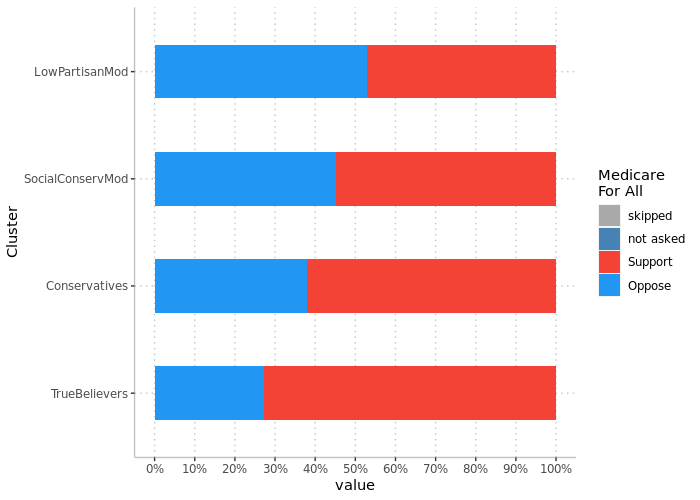 LowPartisanMod
SocialConservMod
Conservatives
TrueBelievers
Cluster
0% 10% 20% 30% 40% 50% 60% 70% 80% 90% 100%
value
Medicare
For All
skipped
not asked
Support
Oppose